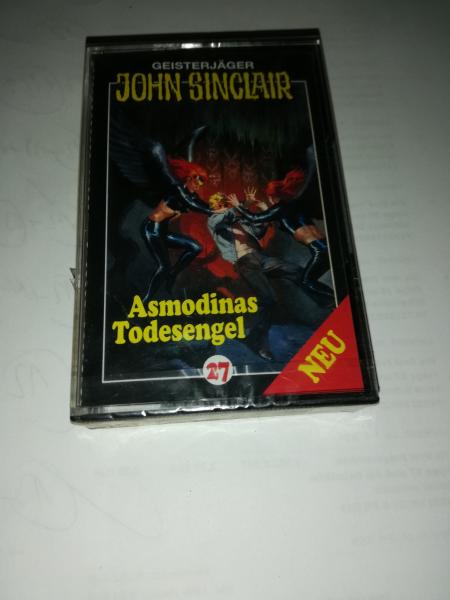 GEISTERJÄGER
JOHN SINCLAIR
Asmodinas
Todesengel
27
NEU